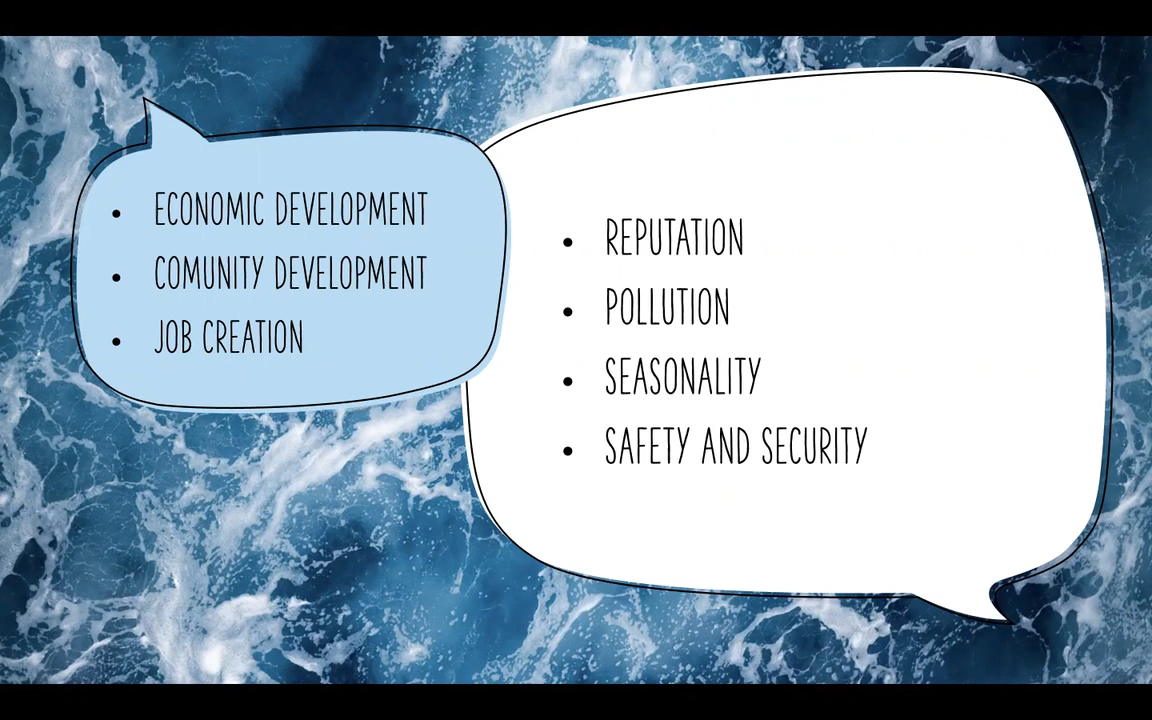 • ECONOMIC DEVELOPMENT
• COMUNITY DEVELOPMENT
• JOB CREATION
• REPUTATION
• POLLUTION
• SEASONALITY
• SAFETY AND SECURITY